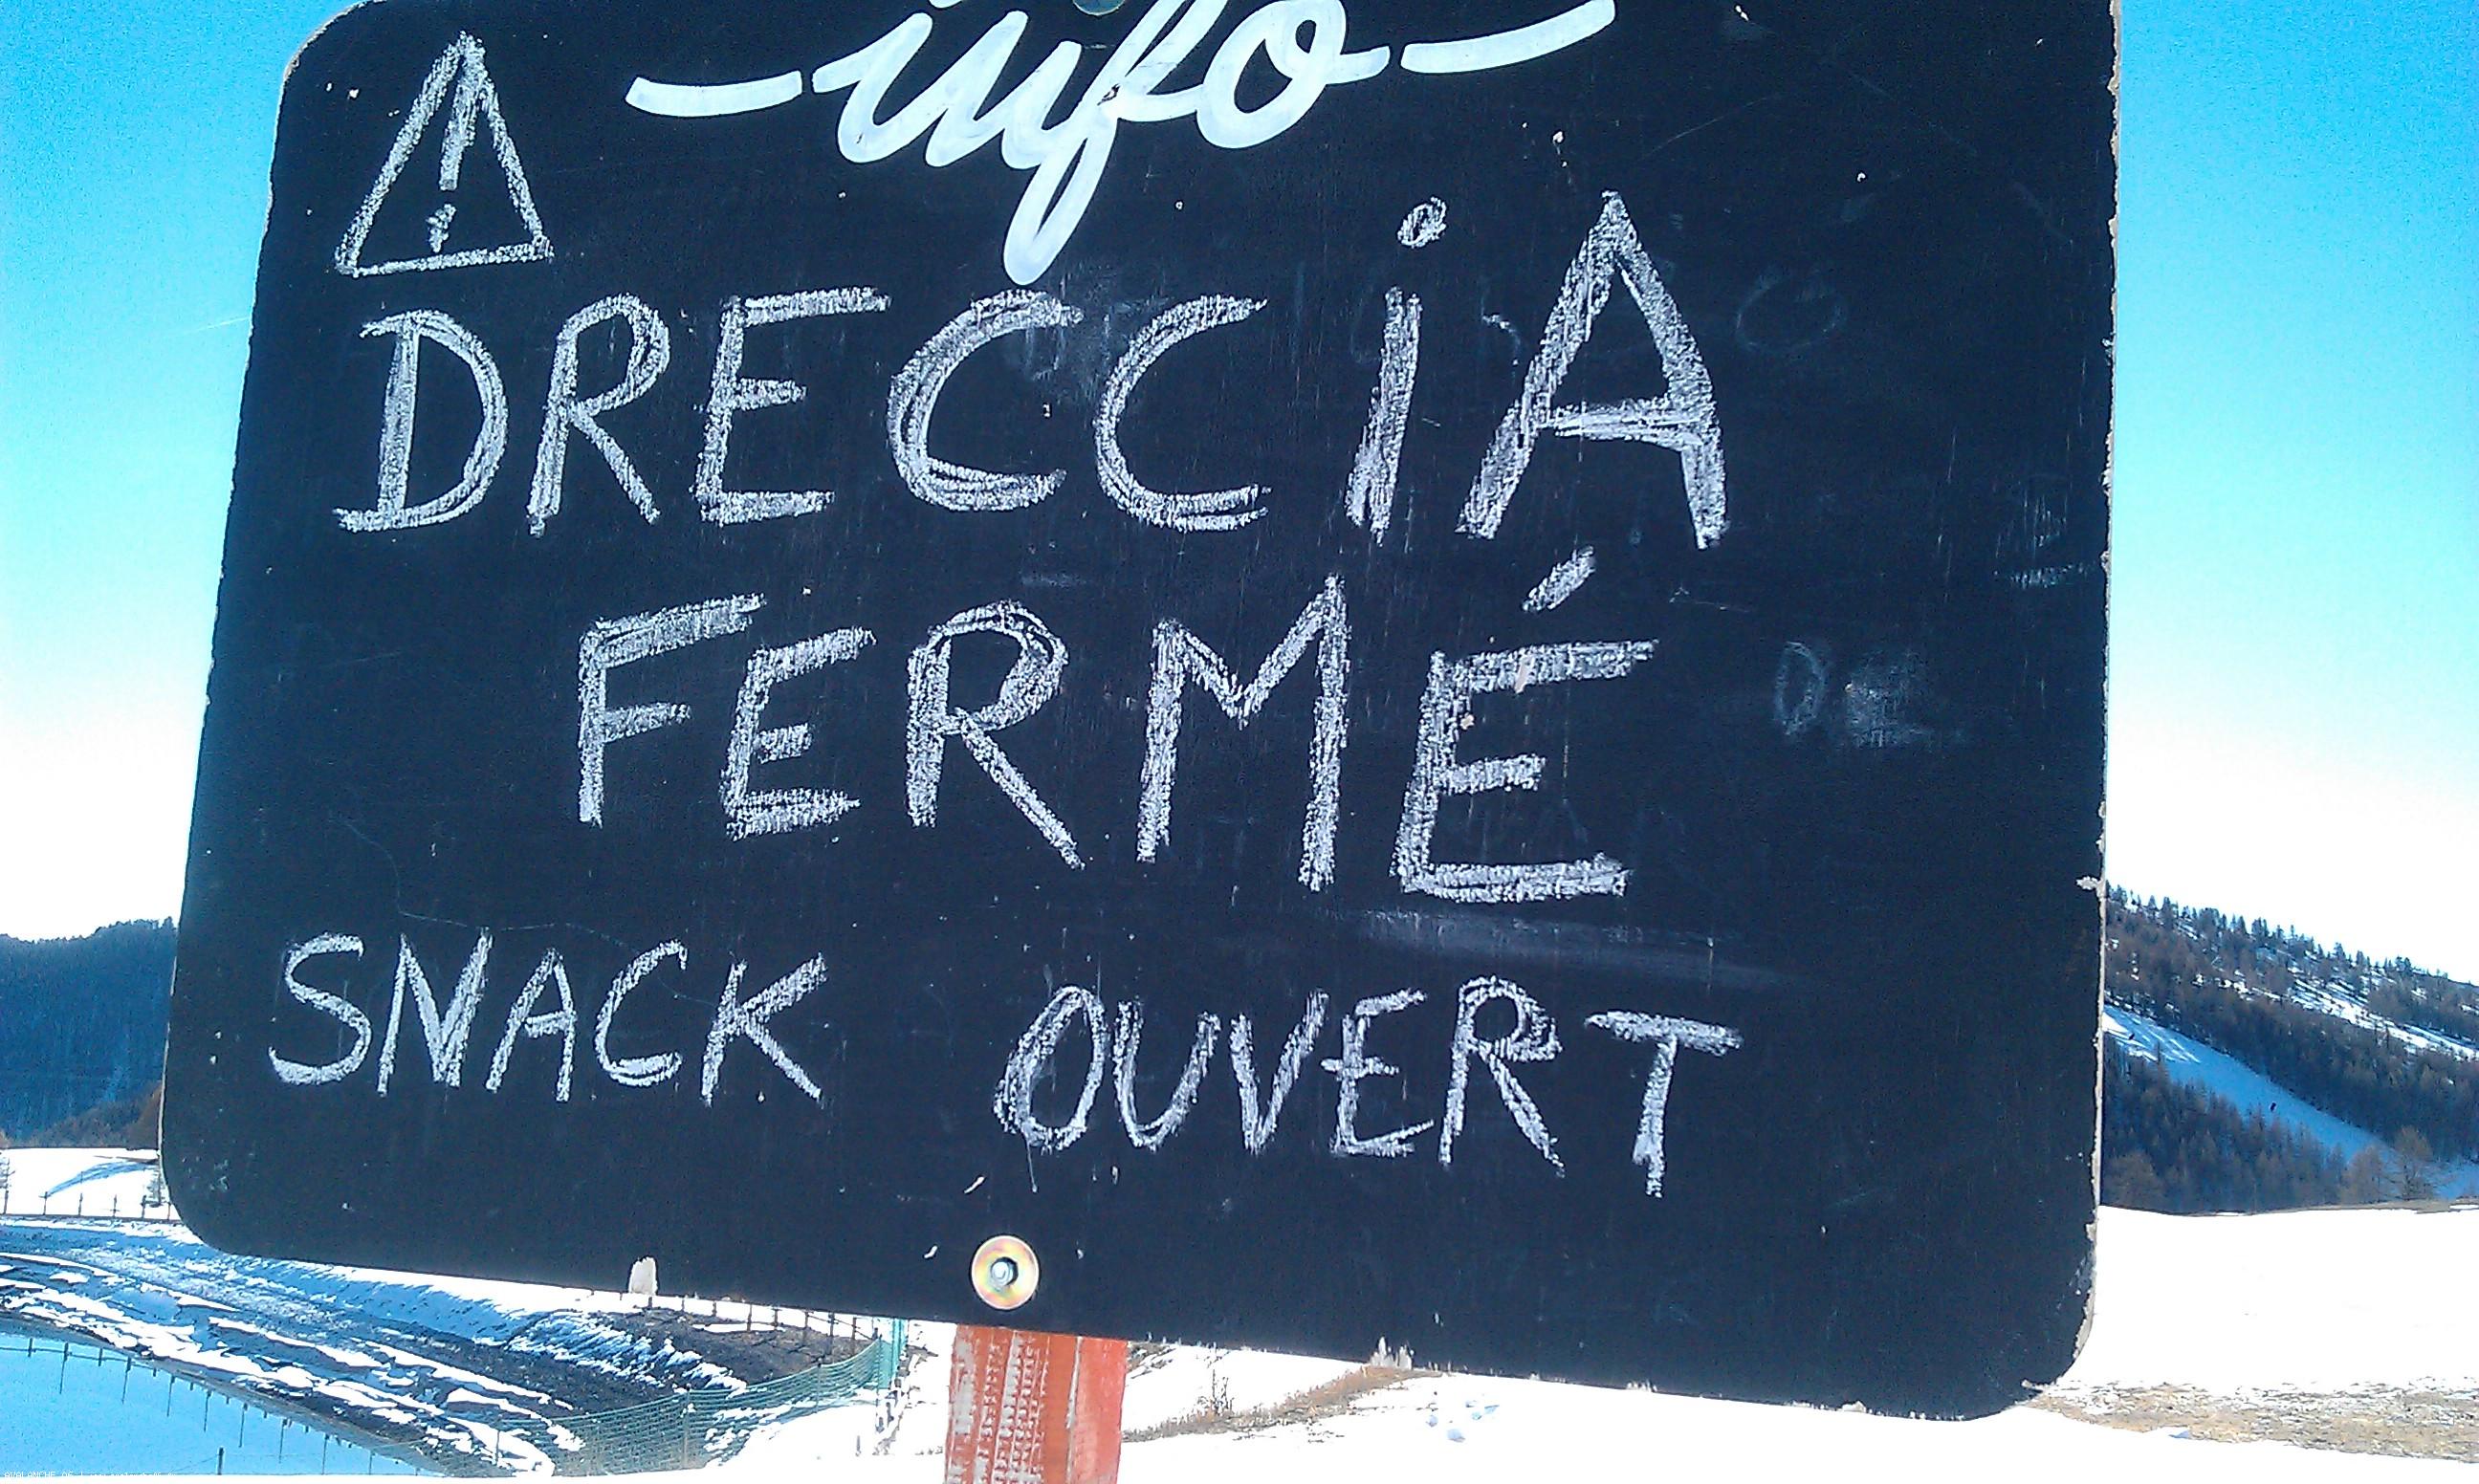 info
DRECCiA
FERMÉ
SNACK OUVERT